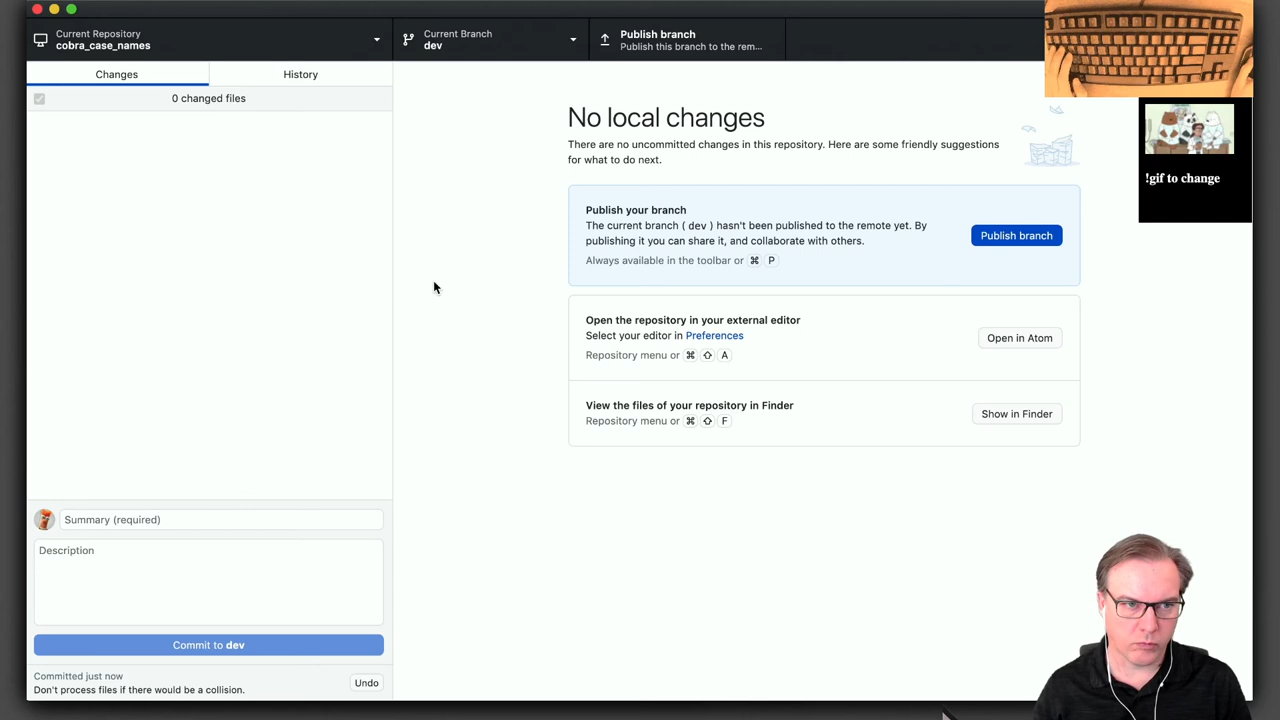 Current Repository
cobra_case_names
Current Branch
dev
Publish branch
Publish this branch to the rem...
Changes
History
0 changed files
No local changes
There are no uncommitted changes in this repository. Here are some friendly suggestions
for what to do next.
!gif to change
Publish your branch
The current branch ( dev ) hasn't been published to the remote yet. By
publishing it you can share it, and collaborate with others.
Always available in the toolbar or ⌘ P
Publish branch
Open the repository in your external editor
Select your editor in Preferences
Repository menu or ⌘ ⇧ A
Open in Atom
View the files of your repository in Finder
Repository menu or ⌘ ⇧ F
Show in Finder
Summary (required)
Description
Commit to dev
Committed just now
Don't process files if there would be a collision.
Undo